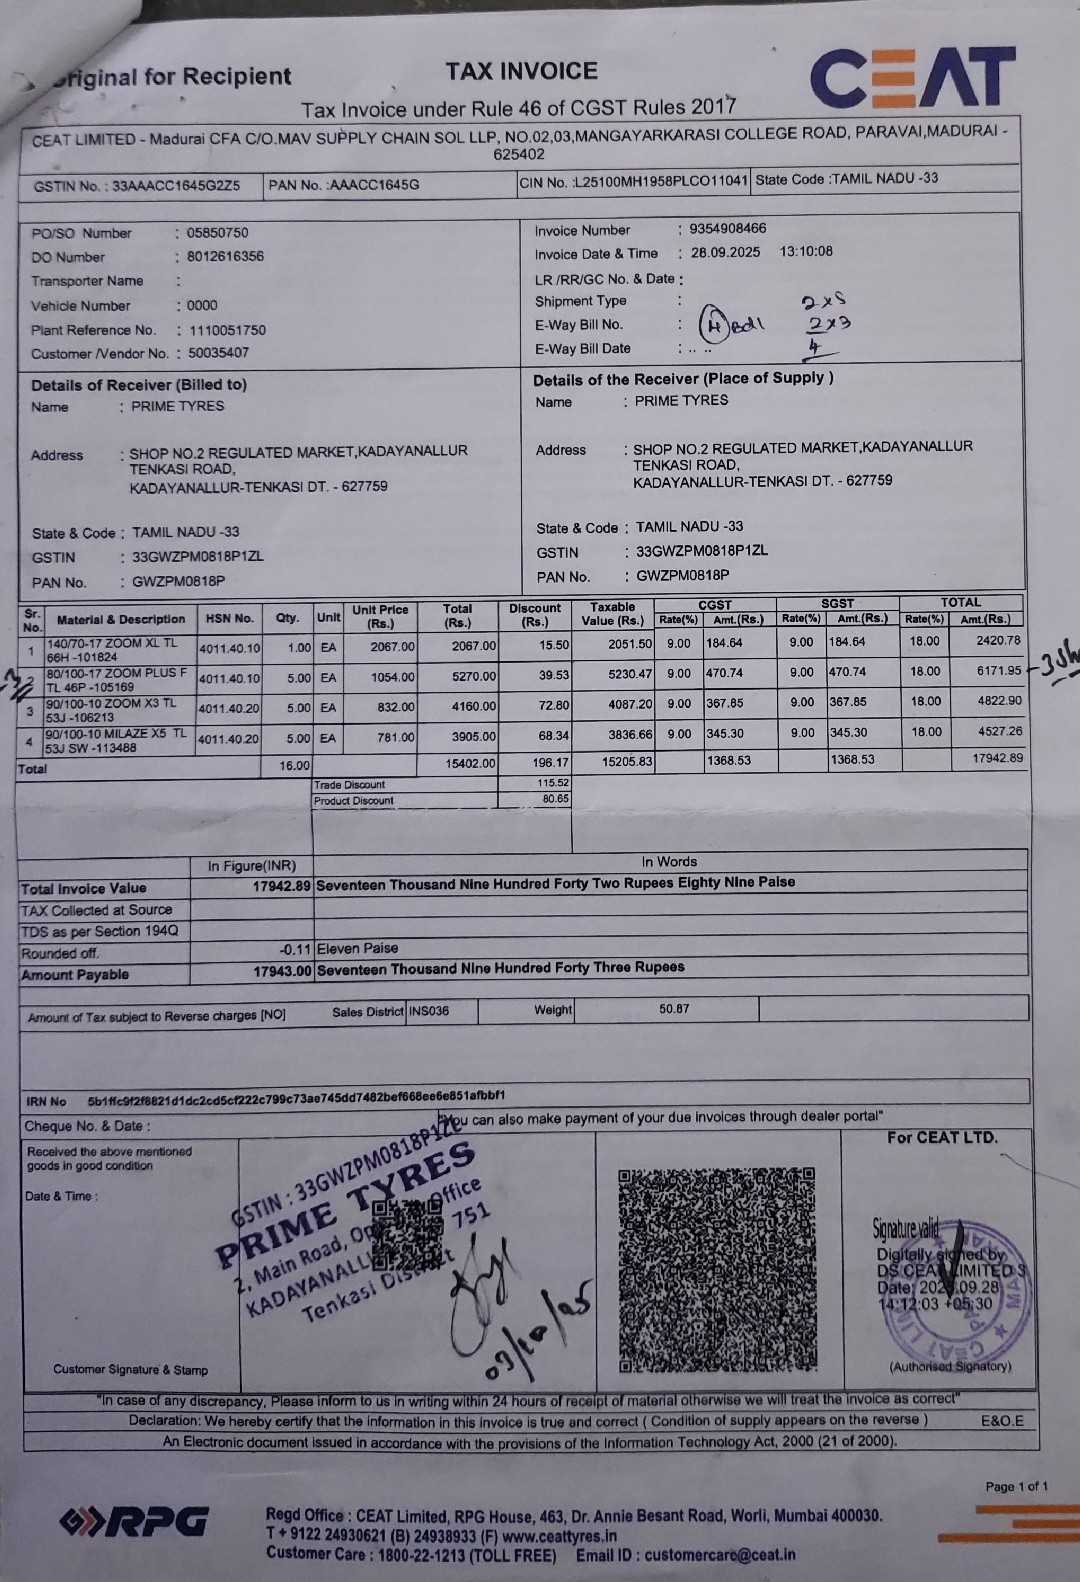 Original for Recipient
TAX INVOICE
CEAT
Tax Invoice under Rule 46 of CGST Rules 2017
CEAT LIMITED - Madurai CFA C/O.MAV SUPPLY CHAIN SOL LLP, NO.02,03,MANGAYARKARASI COLLEGE ROAD, PARAVAI,MADURAI -
625402
GSTIN No. : 33AAACC1645G2Z5 PAN No. :AAACC1645G CIN No. :L25100MH1958PLCO11041 State Code :TAMIL NADU -33
PO/SO Number : 05850750
DO Number : 8012616356
Transporter Name :
Vehicle Number : 0000
Plant Reference No. : 1110051750
Customer /Vendor No. : 50035407
Invoice Number : 9354908466
Invoice Date & Time : 28.09.2025 13:10:08
LR /RR/GC No. & Date :
Shipment Type : 2x5
E-Way Bill No. : 4 Bdl 2x3
E-Way Bill Date : .. .. 4
Details of Receiver (Billed to)
Name : PRIME TYRES
Address : SHOP NO.2 REGULATED MARKET,KADAYANALLUR
TENKASI ROAD,
KADAYANALLUR-TENKASI DT. - 627759
State & Code : TAMIL NADU -33
GSTIN : 33GWZPM0818P1ZL
PAN No. : GWZPM0818P
Details of the Receiver (Place of Supply )
Name : PRIME TYRES
Address : SHOP NO.2 REGULATED MARKET,KADAYANALLUR
TENKASI ROAD,
KADAYANALLUR-TENKASI DT. - 627759
State & Code : TAMIL NADU -33
GSTIN : 33GWZPM0818P1ZL
PAN No. : GWZPM0818P
Sr. No. Material & Description HSN No. Qty. Unit Unit Price (Rs.) Total (Rs.) Discount (Rs.) Taxable Value (Rs.) CGST Rate(%) Amt.(Rs.) SGST Rate(%) Amt.(Rs.) TOTAL Rate(%) Amt.(Rs.)
1 140/70-17 ZOOM XL TL 66H -101824 4011.40.10 1.00 EA 2067.00 2067.00 15.50 2051.50 9.00 184.64 9.00 184.64 18.00 2420.78
2 80/100-17 ZOOM PLUS F TL 46P -105169 4011.40.10 5.00 EA 1054.00 5270.00 39.53 5230.47 9.00 470.74 9.00 470.74 18.00 6171.95
3 90/100-10 ZOOM X3 TL 53J -106213 4011.40.20 5.00 EA 832.00 4160.00 72.80 4087.20 9.00 367.85 9.00 367.85 18.00 4822.90
4 90/100-10 MILAZE X5 TL 53J SW -113488 4011.40.20 5.00 EA 781.00 3905.00 68.34 3836.66 9.00 345.30 9.00 345.30 18.00 4527.26
Total 16.00 15402.00 196.17 15205.83 1368.53 1368.53 17942.89
Trade Discount 115.52
Product Discount 80.65
In Figure(INR) In Words
Total Invoice Value 17942.89 Seventeen Thousand Nine Hundred Forty Two Rupees Eighty Nine Paise
TAX Collected at Source
TDS as per Section 194Q
Rounded off. -0.11 Eleven Paise
Amount Payable 17943.00 Seventeen Thousand Nine Hundred Forty Three Rupees
Amount of Tax subject to Reverse charges [NO] Sales District INS036 Weight 50.87
IRN No 5b1ffc9f2f8821d1dc2cd5cf222c799c73ae745dd7482bef668ee6e851afbbf1
Cheque No. & Date : "You can also make payment of your due invoices through dealer portal"
Received the above mentioned
goods in good condition
Date & Time :
Customer Signature & Stamp
GSTIN : 33GWZPM0818P1ZL
PRIME TYRES
2, Main Road, Office
KADAYANALLU 751
Tenkasi District
For CEAT LTD.
Signature valid
Digitally signed by
DS CEAT LIMITED S
Date: 2025.09.28
14:12:03 +05:30
(Authorised Signatory)
"In case of any discrepancy, Please inform to us in writing within 24 hours of receipt of material otherwise we will treat the invoice as correct"
Declaration: We hereby certify that the information in this invoice is true and correct ( Condition of supply appears on the reverse ) E&O.E
An Electronic document issued in accordance with the provisions of the Information Technology Act, 2000 (21 of 2000).
Page 1 of 1
RPG
Regd Office : CEAT Limited, RPG House, 463, Dr. Annie Besant Road, Worli, Mumbai 400030.
T + 9122 24930621 (B) 24938933 (F) www.ceattyres.in
Customer Care : 1800-22-1213 (TOLL FREE) Email ID : customercare@ceat.in